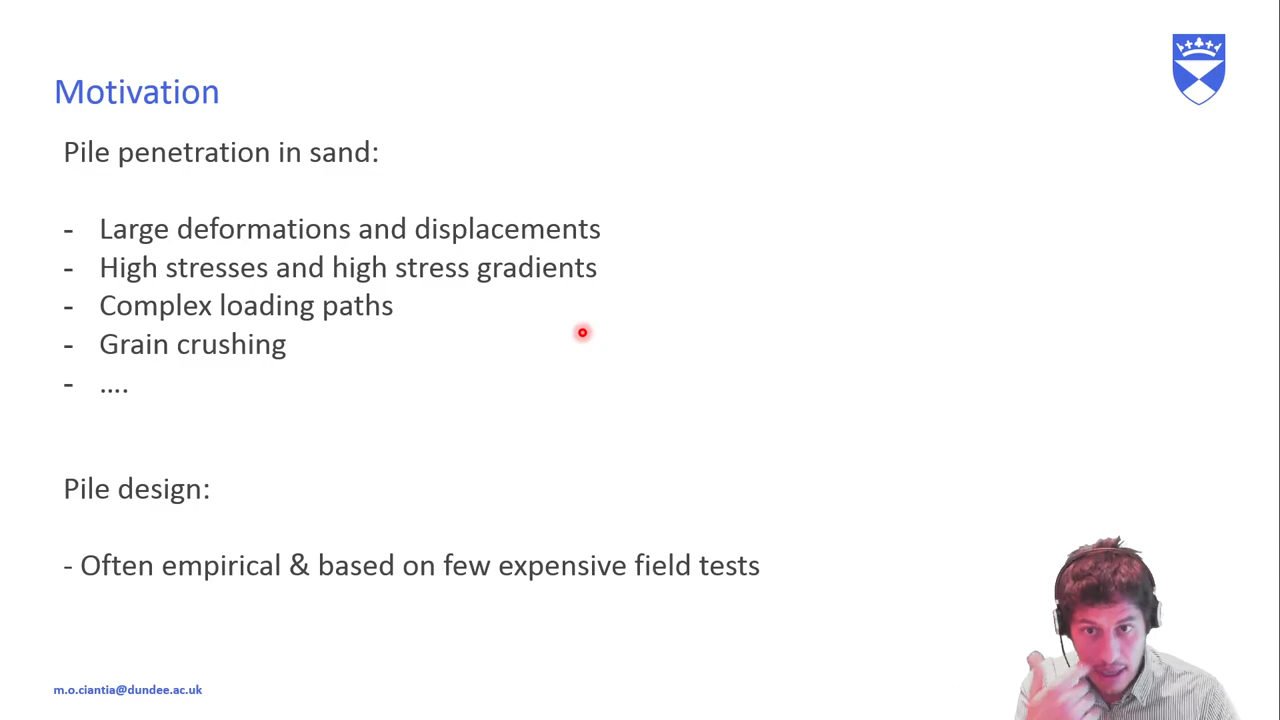 Motivation
Pile penetration in sand:
- Large deformations and displacements
- High stresses and high stress gradients
- Complex loading paths
- Grain crushing
- ....
Pile design:
- Often empirical & based on few expensive field tests
m.o.ciantia@dundee.ac.uk